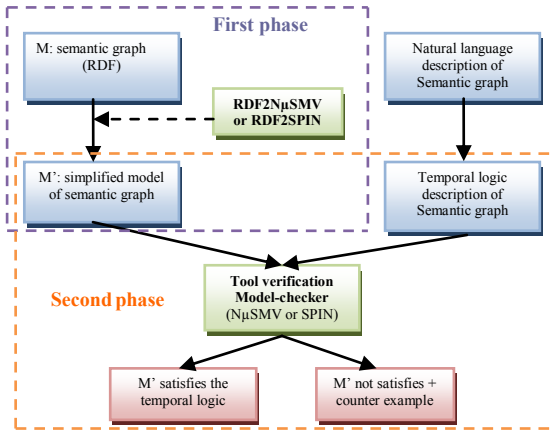 First phase
M: semantic graph
(RDF)
Natural language
description of
Semantic graph
RDF2NµSMV
or RDF2SPIN
M’: simplified model
of semantic graph
Temporal logic
description of
Semantic graph
Second phase
Tool verification
Model-checker
(NµSMV or SPIN)
M’ satisfies the
temporal logic
M’ not satisfies +
counter example